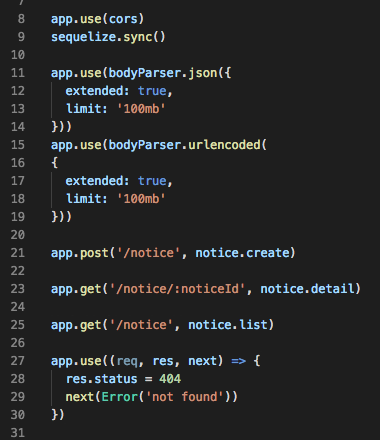 8 app.use(cors)
9 sequelize.sync()
10
11 app.use(bodyParser.json({
12 extended: true,
13 limit: '100mb'
14 }))
15 app.use(bodyParser.urlencoded(
16 {
17 extended: true,
18 limit: '100mb'
19 }))
20
21 app.post('/notice', notice.create)
22
23 app.get('/notice/:noticeId', notice.detail)
24
25 app.get('/notice', notice.list)
26
27 app.use((req, res, next) => {
28 res.status = 404
29 next(Error('not found'))
30 })
31